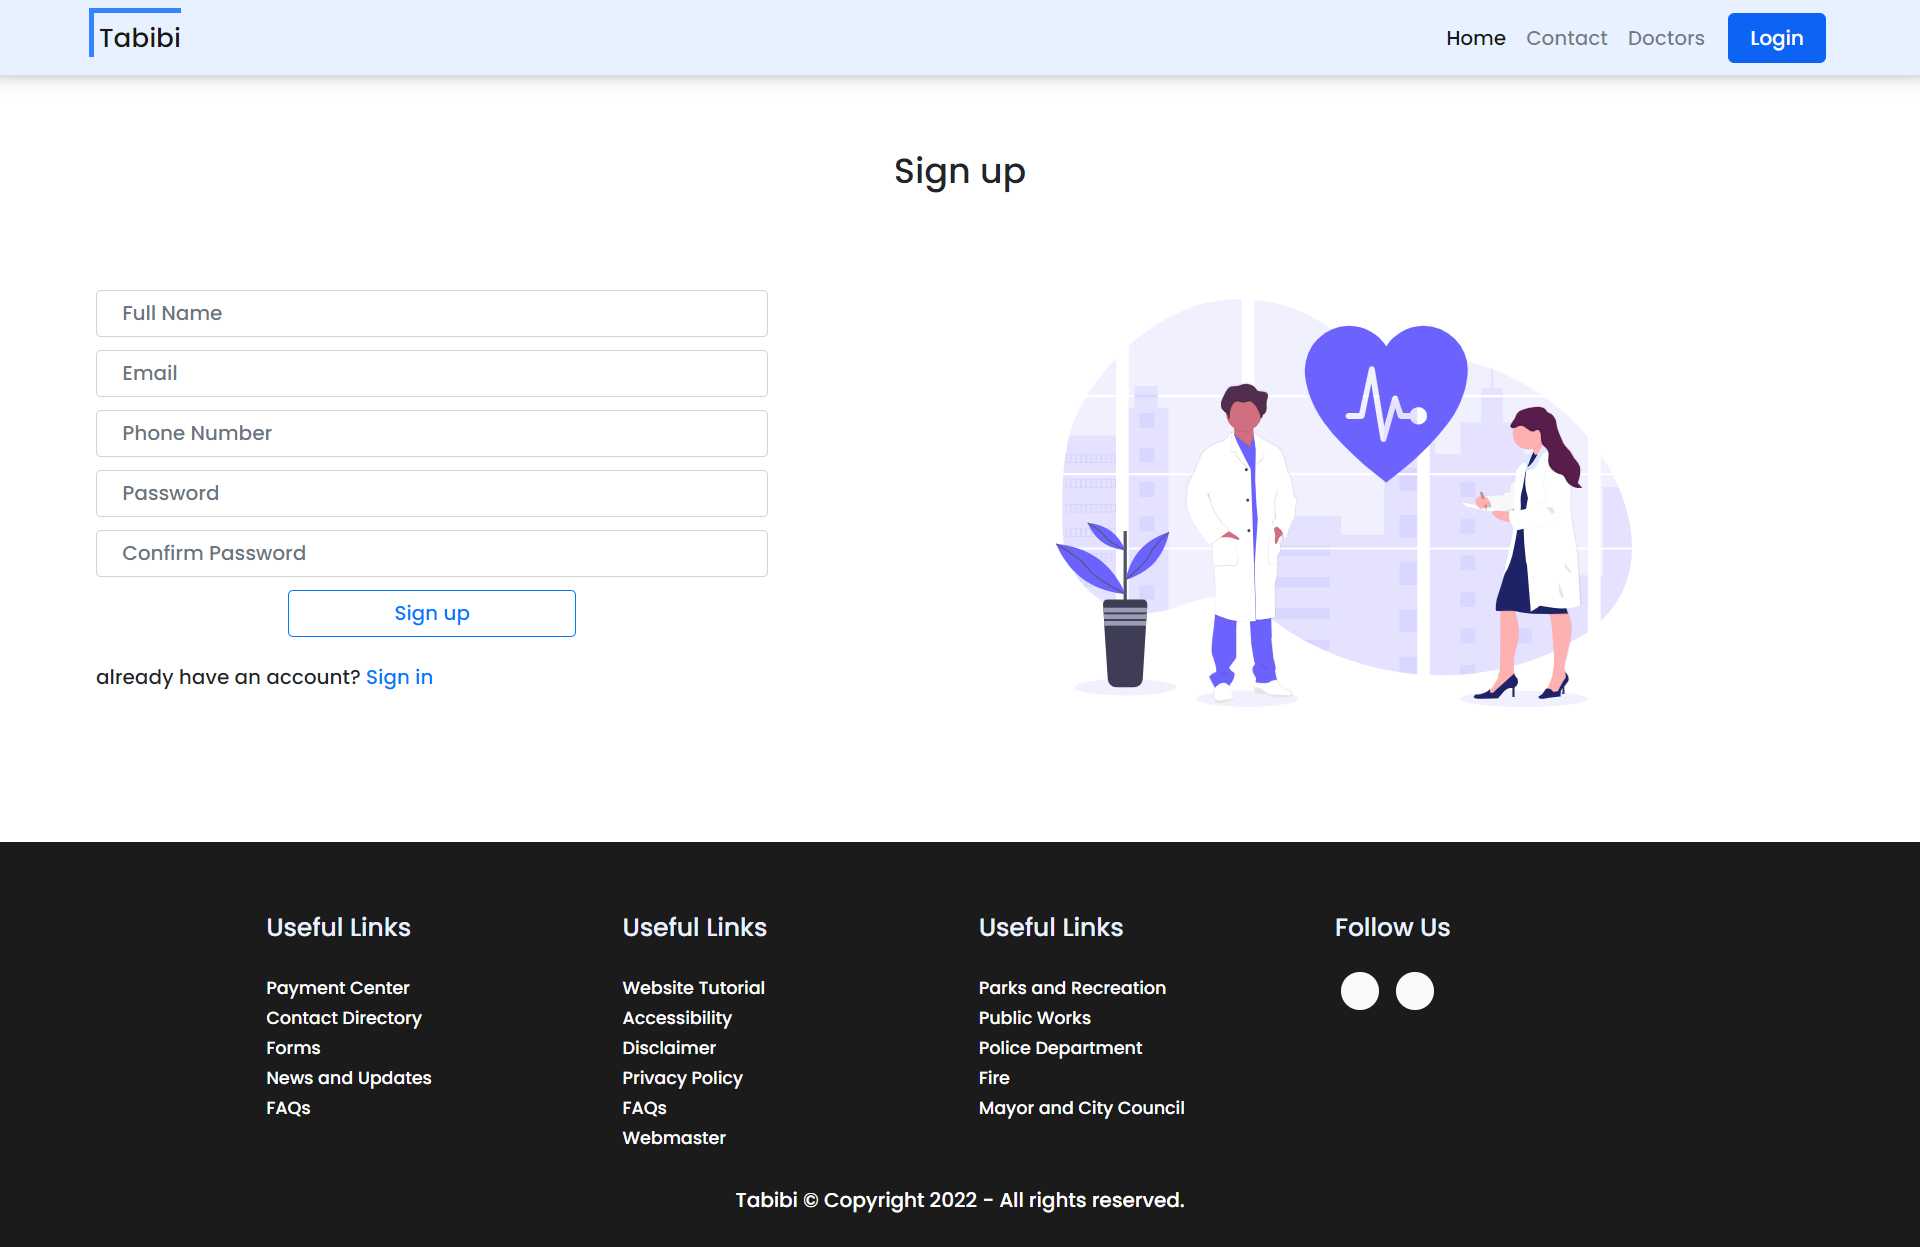 Tabibi
Home Contact Doctors Login
Sign up
Full Name
Email
Phone Number
Password
Confirm Password
Sign up
already have an account? Sign in
Useful Links
Payment Center
Contact Directory
Forms
News and Updates
FAQs
Useful Links
Website Tutorial
Accessibility
Disclaimer
Privacy Policy
FAQs
Webmaster
Useful Links
Parks and Recreation
Public Works
Police Department
Fire
Mayor and City Council
Follow Us
Tabibi © Copyright 2022 - All rights reserved.